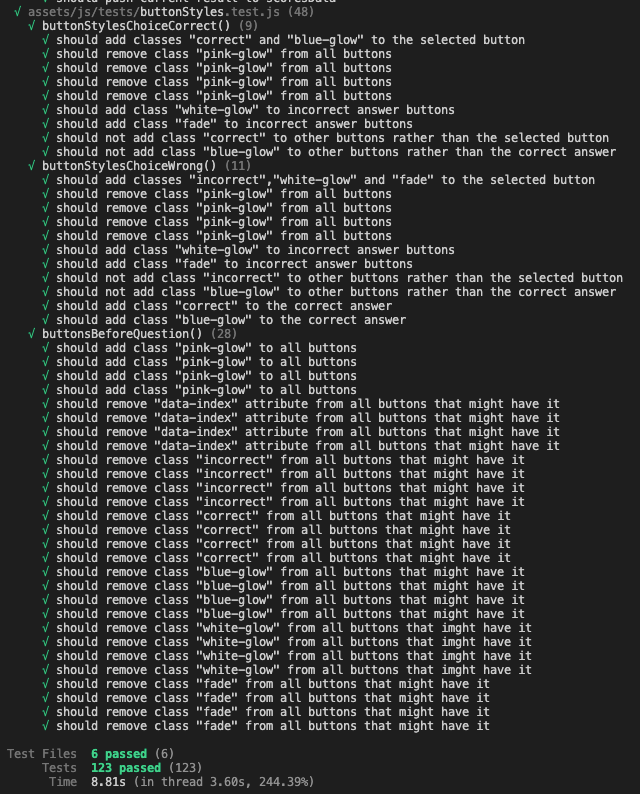 √ should push current result to scoresData
√ assets/js/tests/buttonStyles.test.js (48)
√ buttonStylesChoiceCorrect() (9)
√ should add classes "correct" and "blue-glow" to the selected button
√ should remove class "pink-glow" from all buttons
√ should remove class "pink-glow" from all buttons
√ should remove class "pink-glow" from all buttons
√ should remove class "pink-glow" from all buttons
√ should add class "white-glow" to incorrect answer buttons
√ should add class "fade" to incorrect answer buttons
√ should not add class "correct" to other buttons rather than the selected button
√ should not add class "blue-glow" to other buttons rather than the correct answer
√ buttonStylesChoiceWrong() (11)
√ should add classes "incorrect","white-glow" and "fade" to the selected button
√ should remove class "pink-glow" from all buttons
√ should remove class "pink-glow" from all buttons
√ should remove class "pink-glow" from all buttons
√ should remove class "pink-glow" from all buttons
√ should add class "white-glow" to incorrect answer buttons
√ should add class "fade" to incorrect answer buttons
√ should not add class "incorrect" to other buttons rather than the selected button
√ should not add class "blue-glow" to other buttons rather than the correct answer
√ should add class "correct" to the correct answer
√ should add class "blue-glow" to the correct answer
√ buttonsBeforeQuestion() (28)
√ should add class "pink-glow" to all buttons
√ should add class "pink-glow" to all buttons
√ should add class "pink-glow" to all buttons
√ should add class "pink-glow" to all buttons
√ should remove "data-index" attribute from all buttons that might have it
√ should remove "data-index" attribute from all buttons that might have it
√ should remove "data-index" attribute from all buttons that might have it
√ should remove "data-index" attribute from all buttons that might have it
√ should remove class "incorrect" from all buttons that might have it
√ should remove class "incorrect" from all buttons that might have it
√ should remove class "incorrect" from all buttons that might have it
√ should remove class "incorrect" from all buttons that might have it
√ should remove class "correct" from all buttons that might have it
√ should remove class "correct" from all buttons that might have it
√ should remove class "correct" from all buttons that might have it
√ should remove class "correct" from all buttons that might have it
√ should remove class "blue-glow" from all buttons that might have it
√ should remove class "blue-glow" from all buttons that might have it
√ should remove class "blue-glow" from all buttons that might have it
√ should remove class "blue-glow" from all buttons that might have it
√ should remove class "white-glow" from all buttons that imght have it
√ should remove class "white-glow" from all buttons that imght have it
√ should remove class "white-glow" from all buttons that imght have it
√ should remove class "white-glow" from all buttons that imght have it
√ should remove class "fade" from all buttons that might have it
√ should remove class "fade" from all buttons that might have it
√ should remove class "fade" from all buttons that might have it
√ should remove class "fade" from all buttons that might have it
Test Files 6 passed (6)
Tests 123 passed (123)
Time 8.81s (in thread 3.60s, 244.39%)